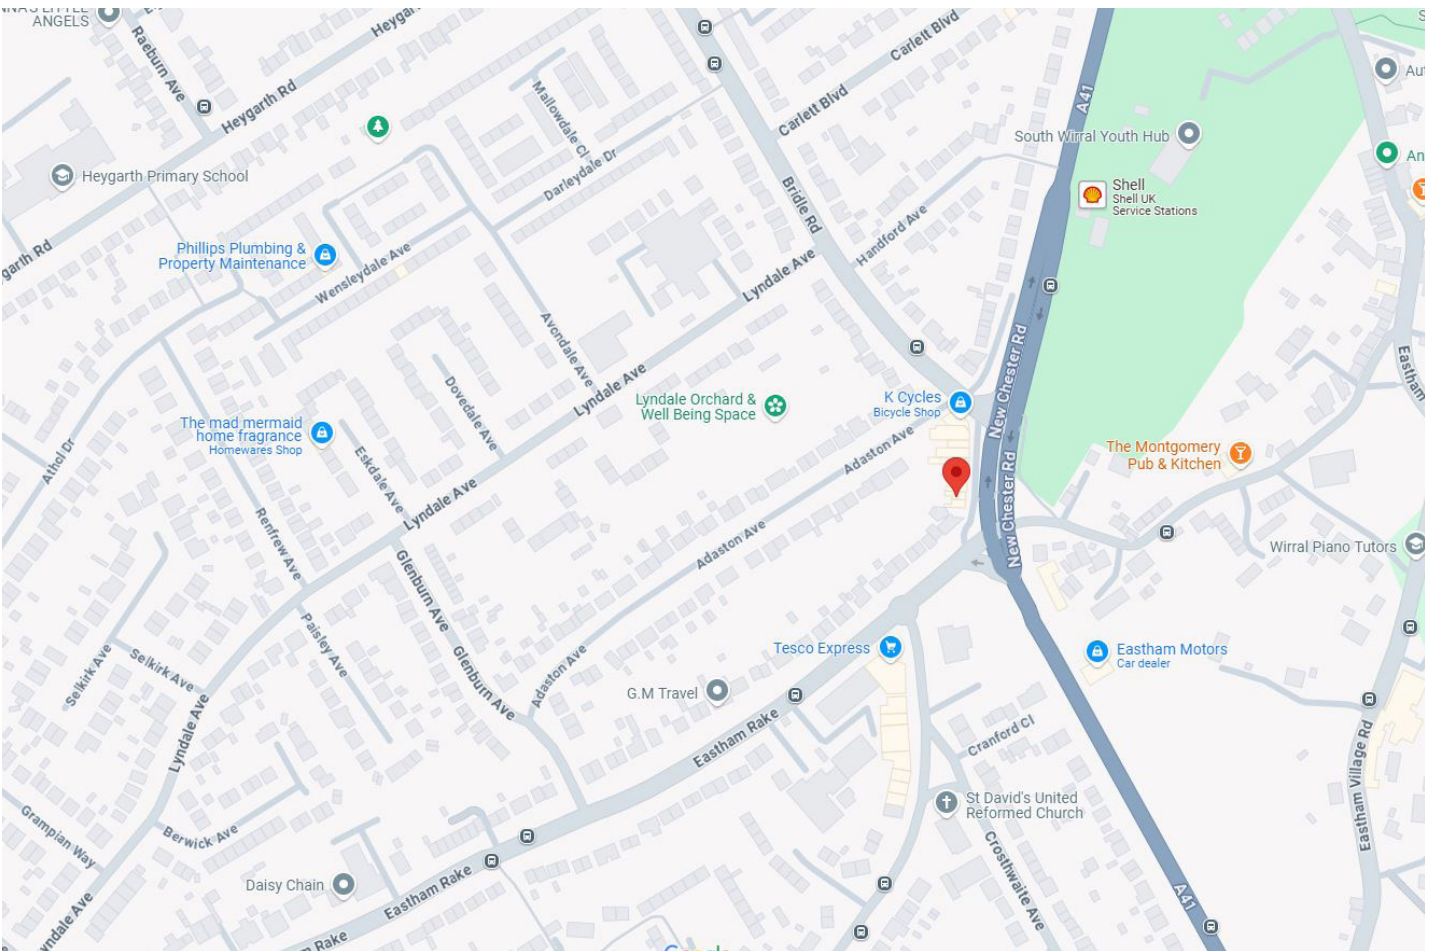 ANGELS
Raeburn Ave
Heygarth Rd
Heygarth Primary School
Mallowdale Cl
Darleydale Dr
Carlett Blvd
Carlett Blvd
A41
South Wirral Youth Hub
Shell
Shell UK
Service Stations
Bridle Rd
Handford Ave
Phillips Plumbing &
Property Maintenance
Wensleydale Ave
Lyndale Ave
Avondale Ave
New Chester Rd
Lyndale Ave
Lyndale Orchard &
Well Being Space
K Cycles
Bicycle Shop
Dovedale Ave
The mad mermaid
home fragrance
Homewares Shop
Athol Dr
Eskdale Ave
Adaston Ave
The Montgomery
Pub & Kitchen
Eastham
Lyndale Ave
New Chester Rd
Renfrew Ave
Adaston Ave
Wirral Piano Tutors
Glenburn Ave
Paisley Ave
Selkirk Ave
Selkirk Ave
Glenburn Ave
Adaston Ave
Tesco Express
Eastham Motors
Car dealer
G.M Travel
Lyndale Ave
Eastham Rake
Cranford Cl
Eastham Village Rd
St David's United
Reformed Church
Grampian Way
Berwick Ave
Crosthwaite Ave
Daisy Chain
Eastham Rake
A41
Rake